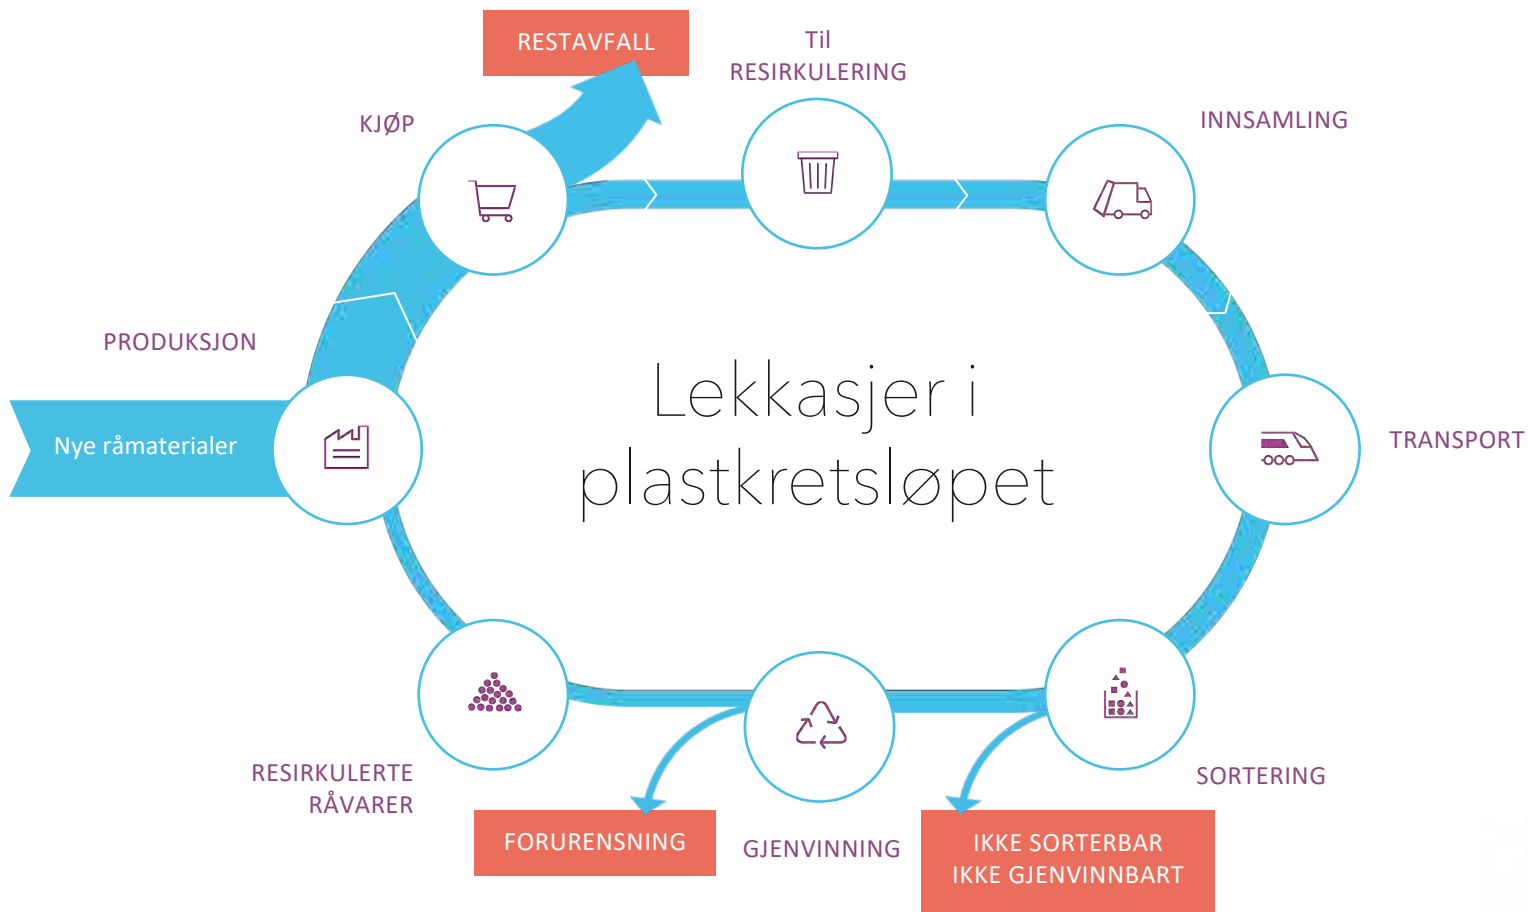 RESTAVFALL
Til
RESIRKULERING
KJØP
INNSAMLING
PRODUKSJON
Nye råmaterialer
Lekkasjer i
plastkretsløpet
TRANSPORT
RESIRKULERTE
RÅVARER
SORTERING
FORURENSNING
GJENVINNING
IKKE SORTERBAR
IKKE GJENVINNBART